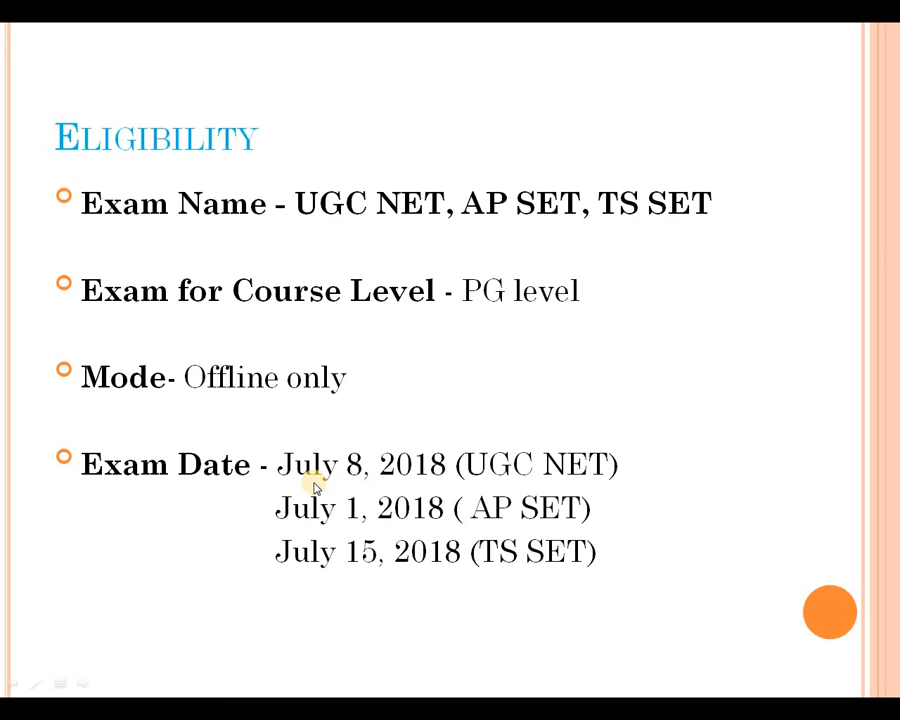 ELIGIBILITY
Exam Name - UGC NET, AP SET, TS SET
Exam for Course Level - PG level
Mode- Offline only
Exam Date - July 8, 2018 (UGC NET)
July 1, 2018 ( AP SET)
July 15, 2018 (TS SET)